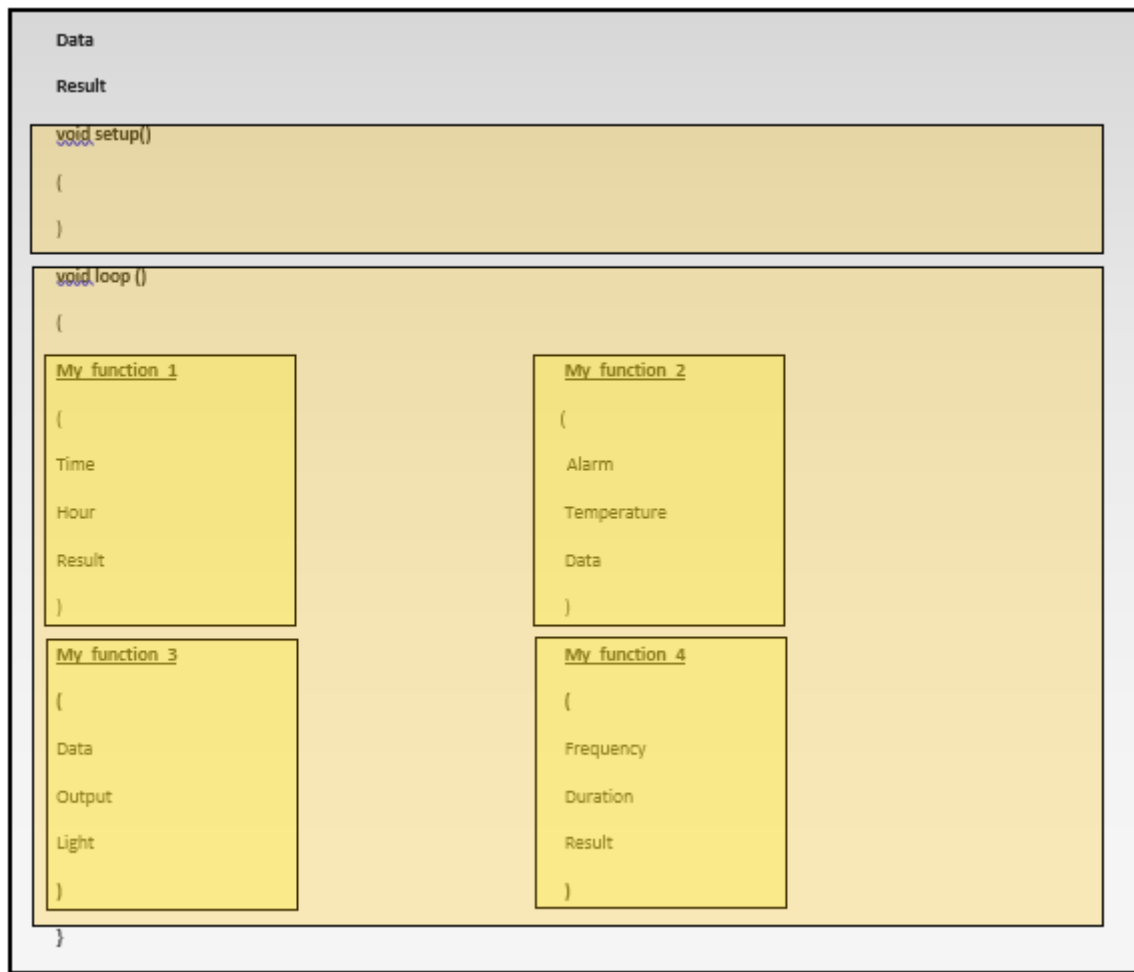 Data
Result
void setup()
{
}
void loop ()
{
My_function_1 My_function_2
{ {
Time Alarm
Hour Temperature
Result Data
} }
My_function_3 My_function_4
{ {
Data Frequency
Output Duration
Light Result
} }
}